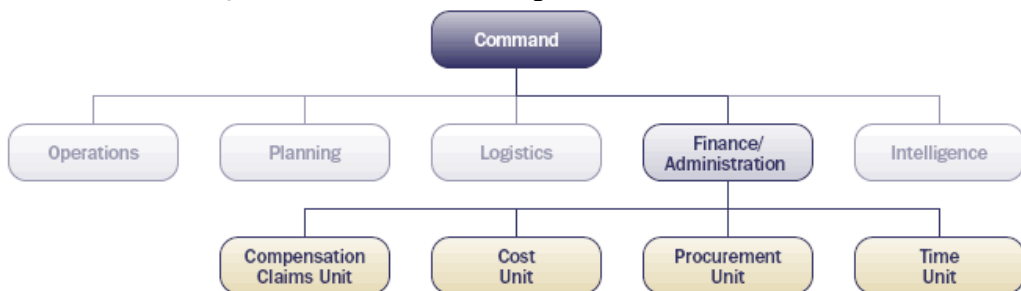 Command
Operations
Planning
Logistics
Finance/
Administration
Intelligence
Compensation
Claims Unit
Cost
Unit
Procurement
Unit
Time
Unit